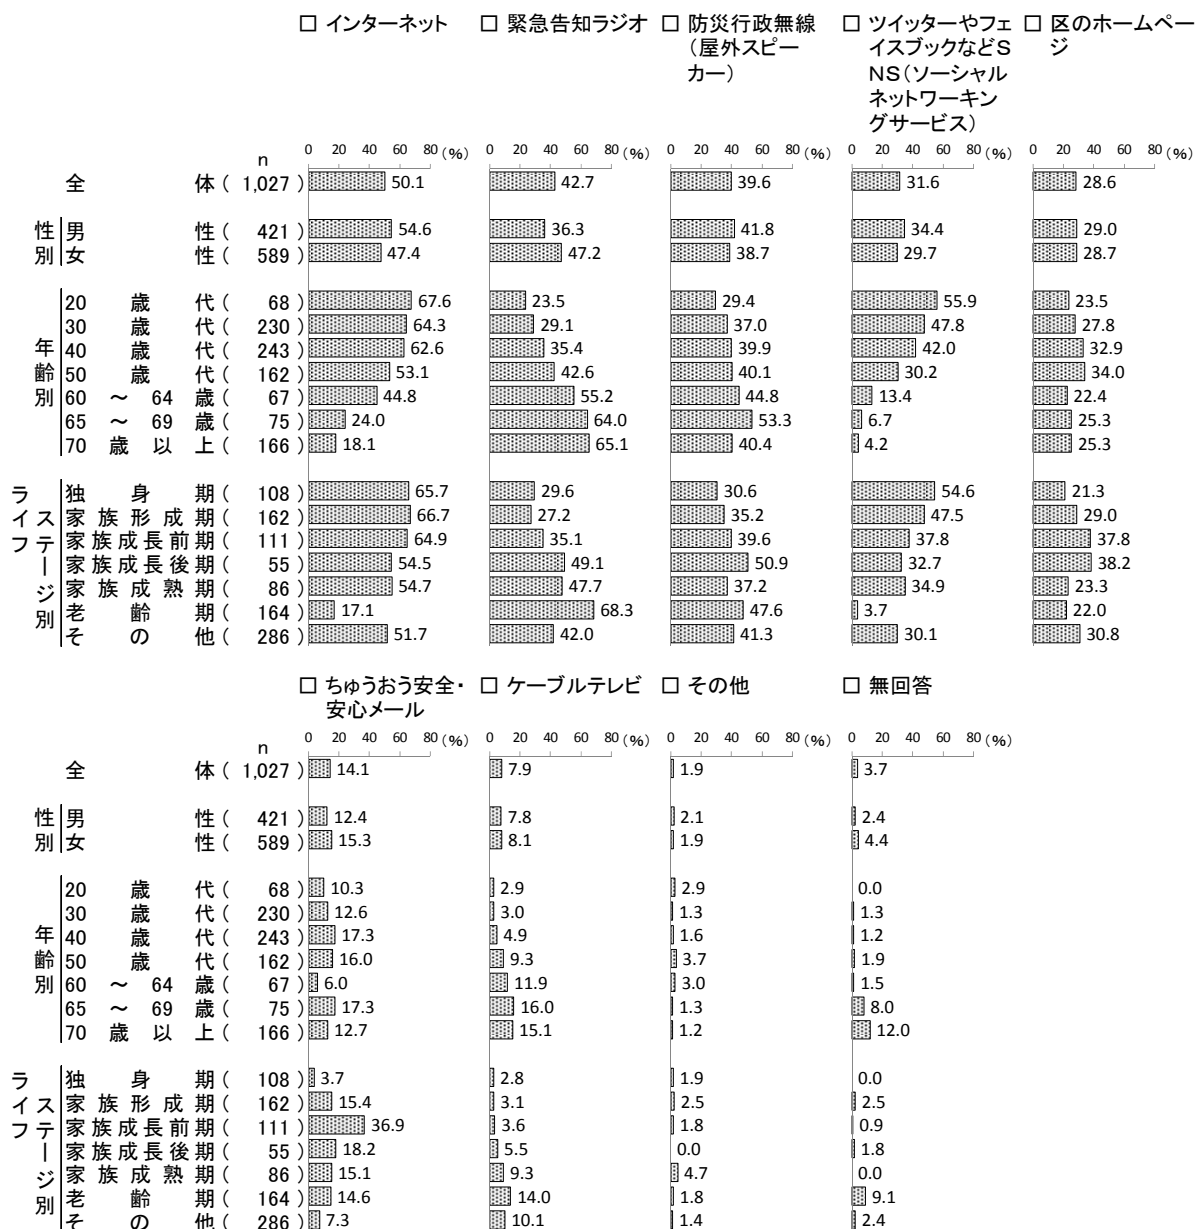 □ インターネット □ 緊急告知ラジオ □ 防災行政無線 □ ツイッターやフェ □ 区のホームペー
（屋外スピー イスブックなどＳ ジ
カー） ＮＳ（ソーシャル
ネットワーキン
グサービス）
n 0 20 40 60 80(%) 0 20 40 60 80(%) 0 20 40 60 80(%) 0 20 40 60 80(%) 0 20 40 60 80(%)
全体( 1,027 ) 50.1 42.7 39.6 31.6 28.6
性別
男性( 421 ) 54.6 36.3 41.8 34.4 29.0
女性( 589 ) 47.4 47.2 38.7 29.7 28.7
年齢別
20歳代( 68 ) 67.6 23.5 29.4 55.9 23.5
30歳代( 230 ) 64.3 29.1 37.0 47.8 27.8
40歳代( 243 ) 62.6 35.4 39.9 42.0 32.9
50歳代( 162 ) 53.1 42.6 40.1 30.2 34.0
60～64歳( 67 ) 44.8 55.2 44.8 13.4 22.4
65～69歳( 75 ) 24.0 64.0 53.3 6.7 25.3
70歳以上( 166 ) 18.1 65.1 40.4 4.2 25.3
ライフステージ別
独身期( 108 ) 65.7 29.6 30.6 54.6 21.3
家族形成期( 162 ) 66.7 27.2 35.2 47.5 29.0
家族成長前期( 111 ) 64.9 35.1 39.6 37.8 37.8
家族成長後期( 55 ) 54.5 49.1 50.9 32.7 38.2
家族成熟期( 86 ) 54.7 47.7 37.2 34.9 23.3
老齢期( 164 ) 17.1 68.3 47.6 3.7 22.0
その他( 286 ) 51.7 42.0 41.3 30.1 30.8
□ ちゅうおう安全・ □ ケーブルテレビ □ その他 □ 無回答
安心メール
n 0 20 40 60 80(%) 0 20 40 60 80(%) 0 20 40 60 80(%) 0 20 40 60 80(%)
全体( 1,027 ) 14.1 7.9 1.9 3.7
性別
男性( 421 ) 12.4 7.8 2.1 2.4
女性( 589 ) 15.3 8.1 1.9 4.4
年齢別
20歳代( 68 ) 10.3 2.9 2.9 0.0
30歳代( 230 ) 12.6 3.0 1.3 1.3
40歳代( 243 ) 17.3 4.9 1.6 1.2
50歳代( 162 ) 16.0 9.3 3.7 1.9
60～64歳( 67 ) 6.0 11.9 3.0 1.5
65～69歳( 75 ) 17.3 16.0 1.3 8.0
70歳以上( 166 ) 12.7 15.1 1.2 12.0
ライフステージ別
独身期( 108 ) 3.7 2.8 1.9 0.0
家族形成期( 162 ) 15.4 3.1 2.5 2.5
家族成長前期( 111 ) 36.9 3.6 1.8 0.9
家族成長後期( 55 ) 18.2 5.5 0.0 1.8
家族成熟期( 86 ) 15.1 9.3 4.7 0.0
老齢期( 164 ) 14.6 14.0 1.8 9.1
その他( 286 ) 7.3 10.1 1.4 2.4